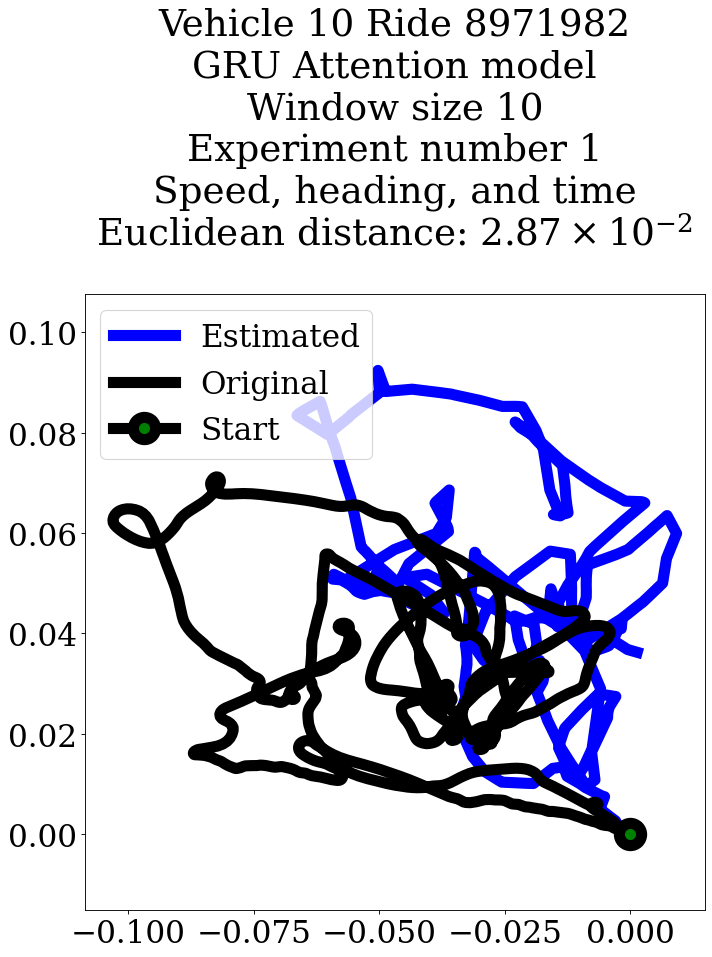 Vehicle 10 Ride 8971982
GRU Attention model
Window size 10
Experiment number 1
Speed, heading, and time
Euclidean distance: 2.87 × 10⁻²
Estimated
Original
Start
0.10
0.08
0.06
0.04
0.02
0.00
−0.100 −0.075 −0.050 −0.025 0.000